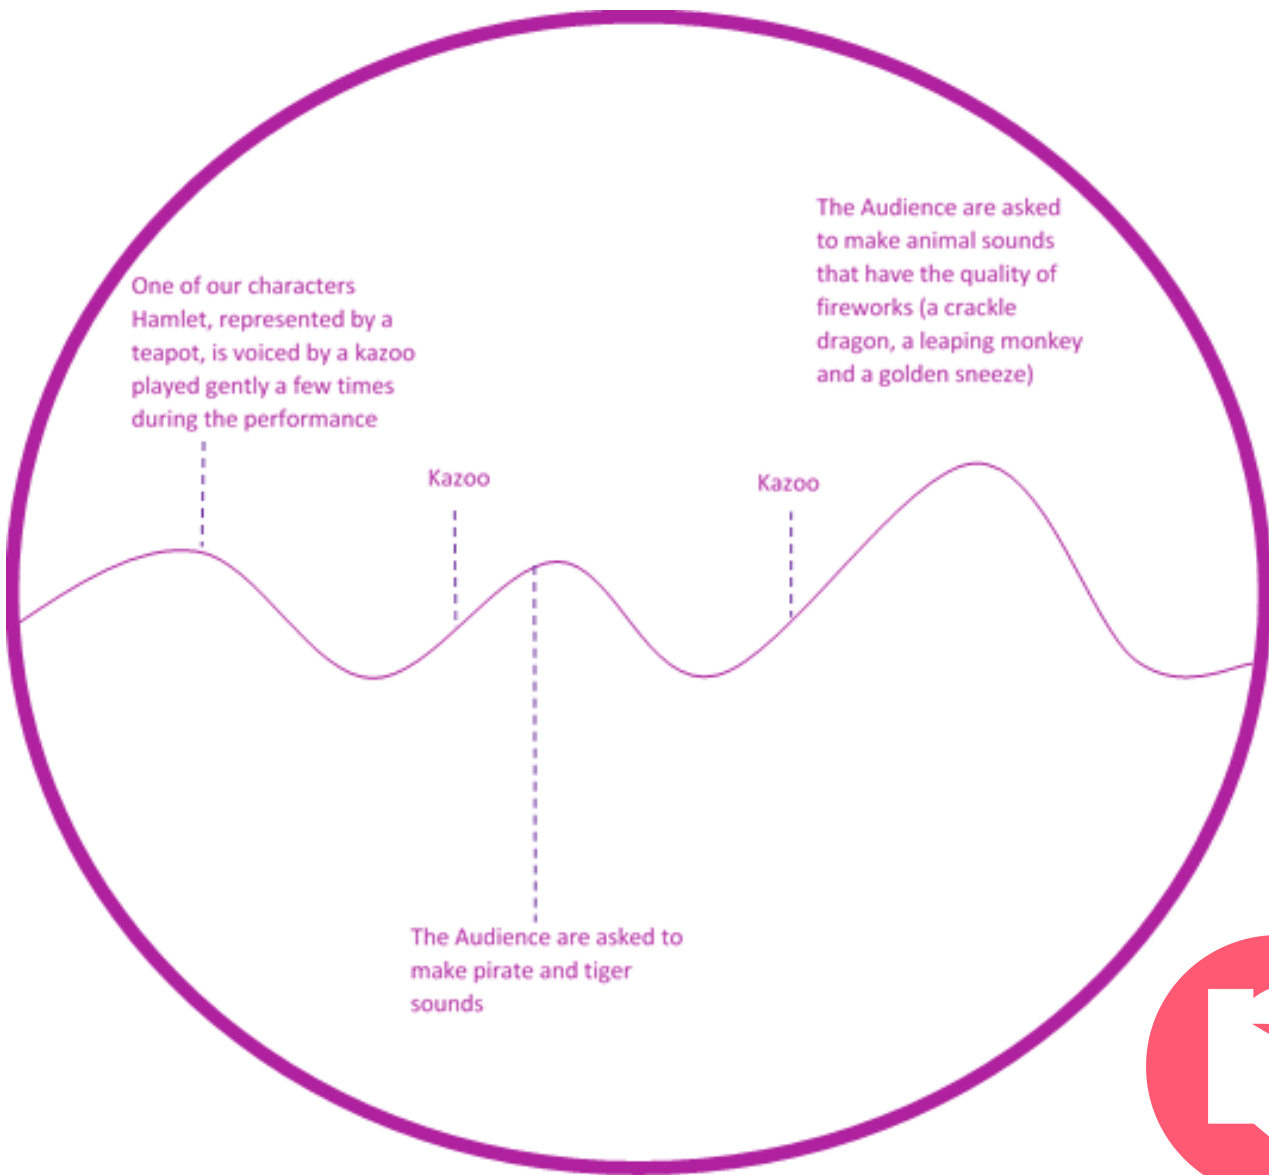 The Audience are asked
to make animal sounds
that have the quality of
fireworks (a crackle
dragon, a leaping monkey
and a golden sneeze)
One of our characters
Hamlet, represented by a
teapot, is voiced by a kazoo
played gently a few times
during the performance
Kazoo
Kazoo
The Audience are asked to
make pirate and tiger
sounds